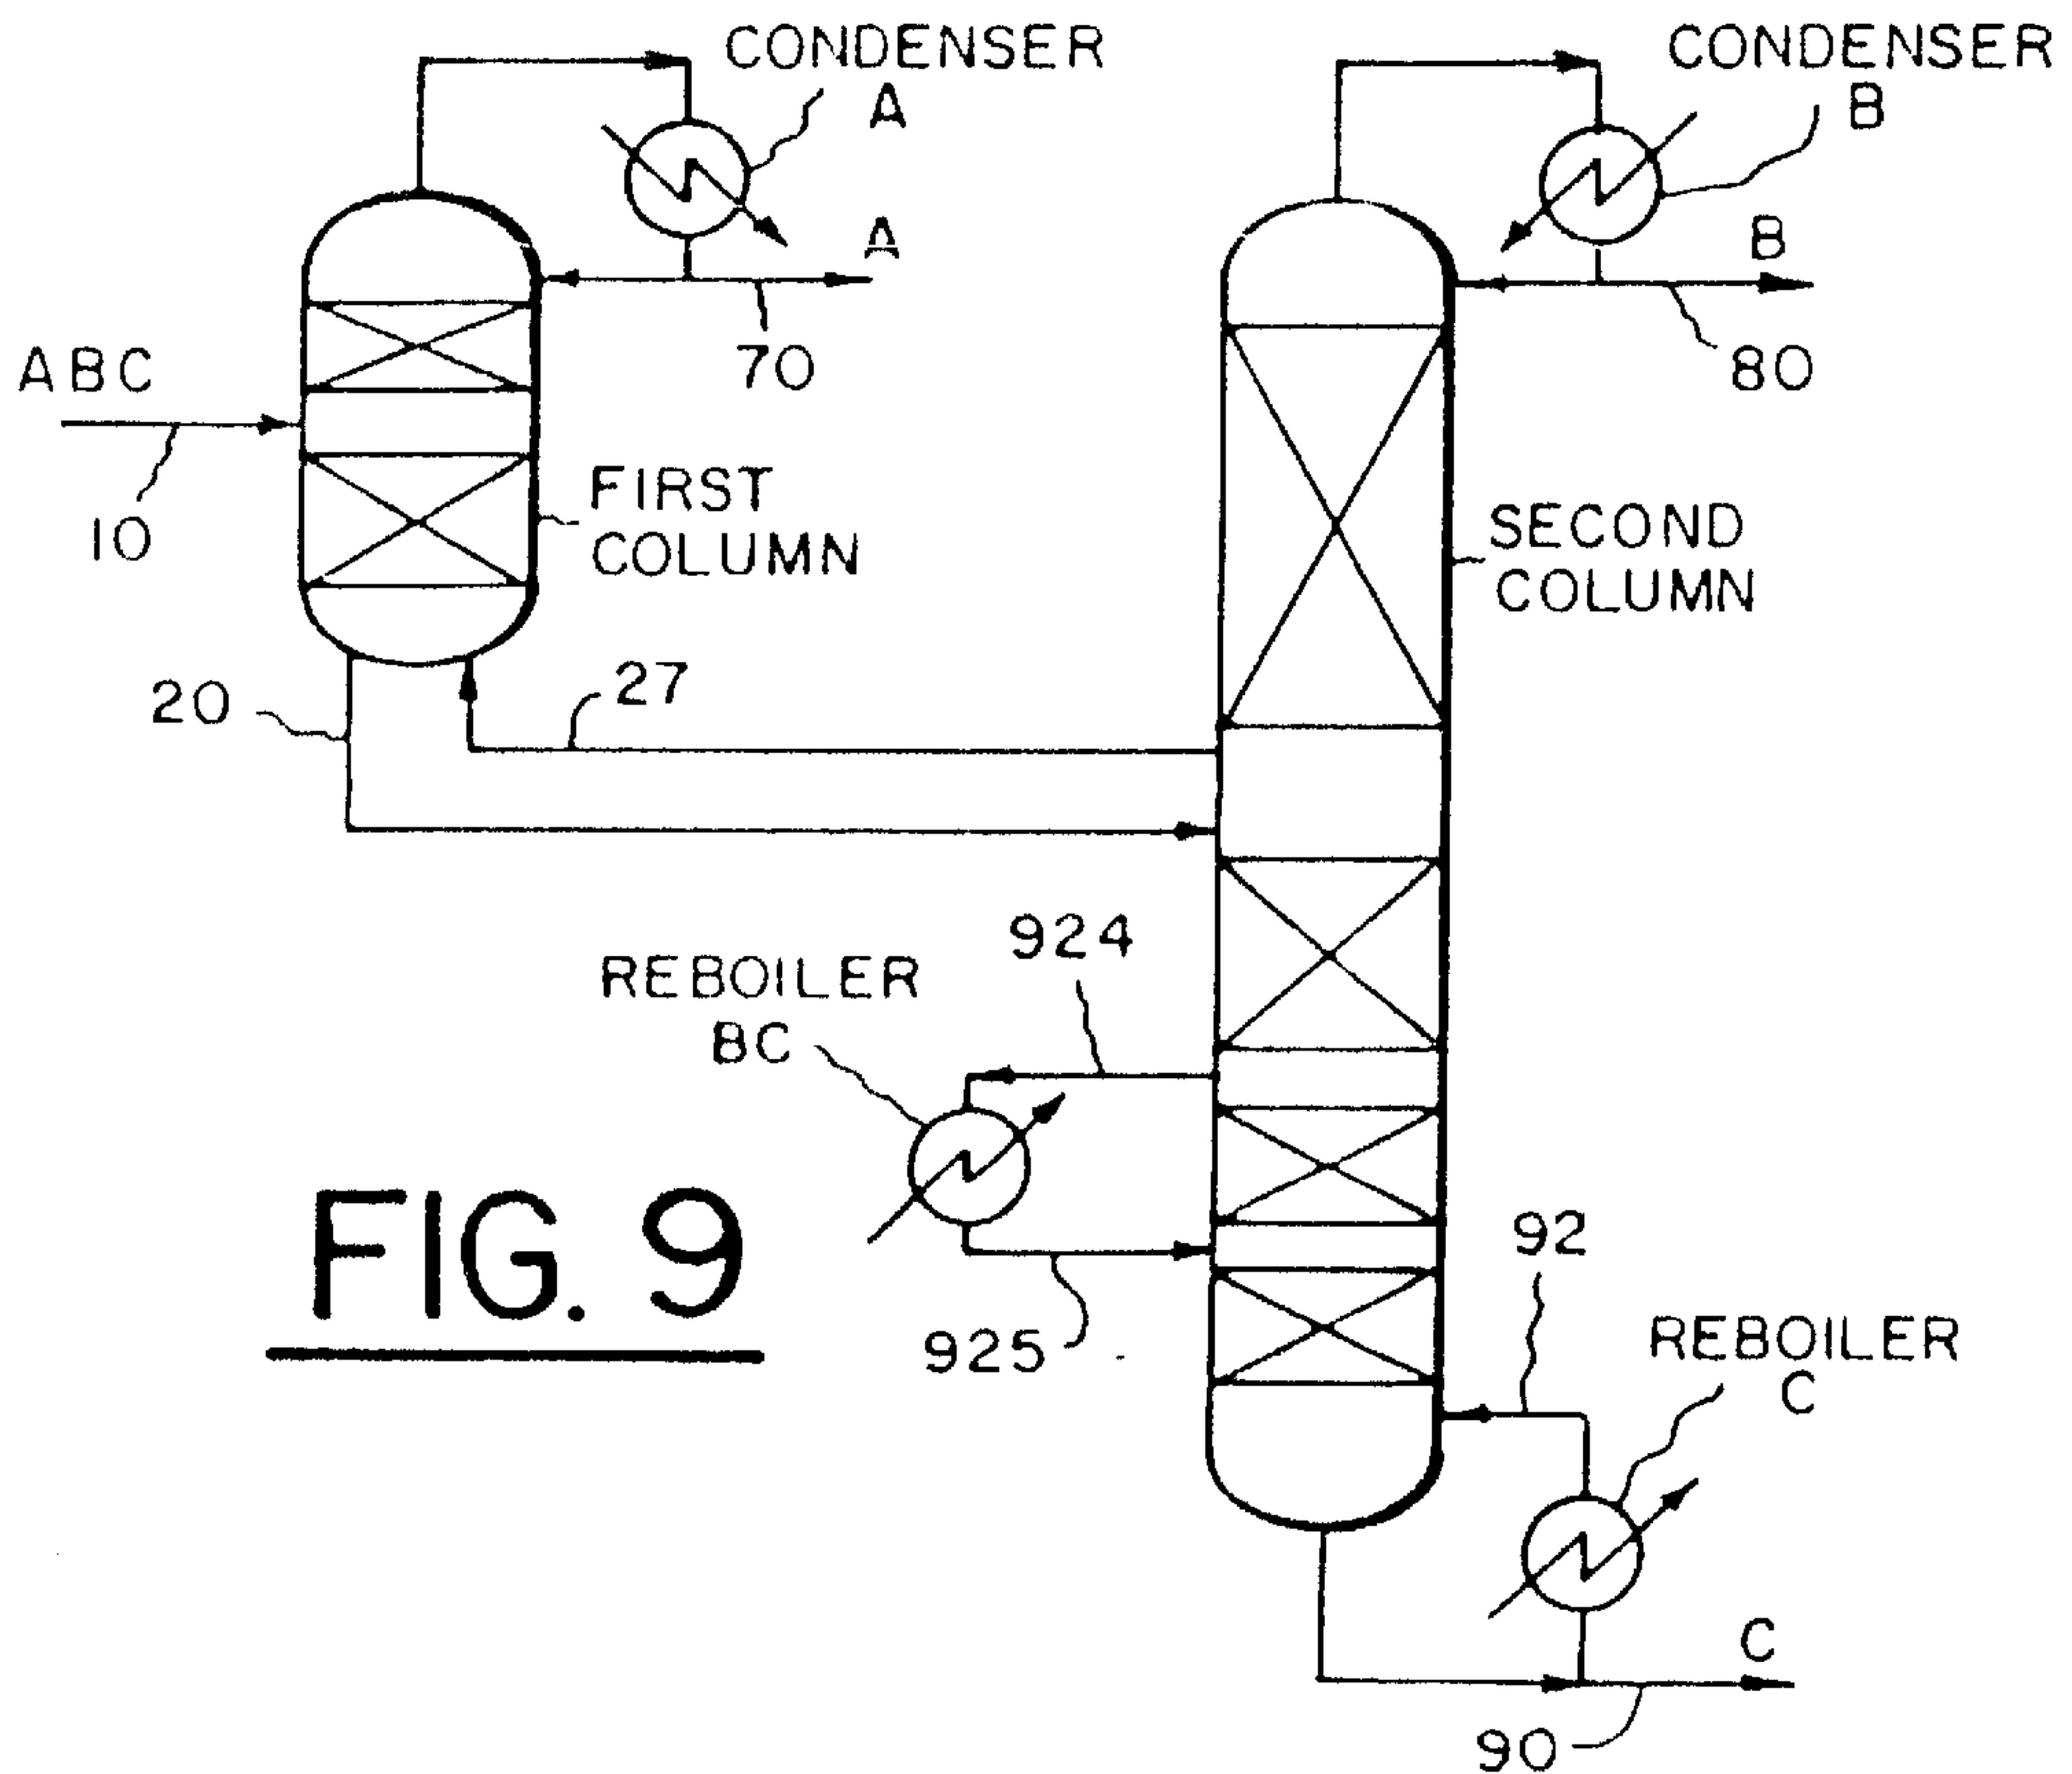 CONDENSER
A
CONDENSER
B
A
B
70
80
ABC
10
FIRST
COLUMN
SECOND
COLUMN
20
27
924
REBOILER
BC
92
925
REBOILER
C
C
90
FIG. 9